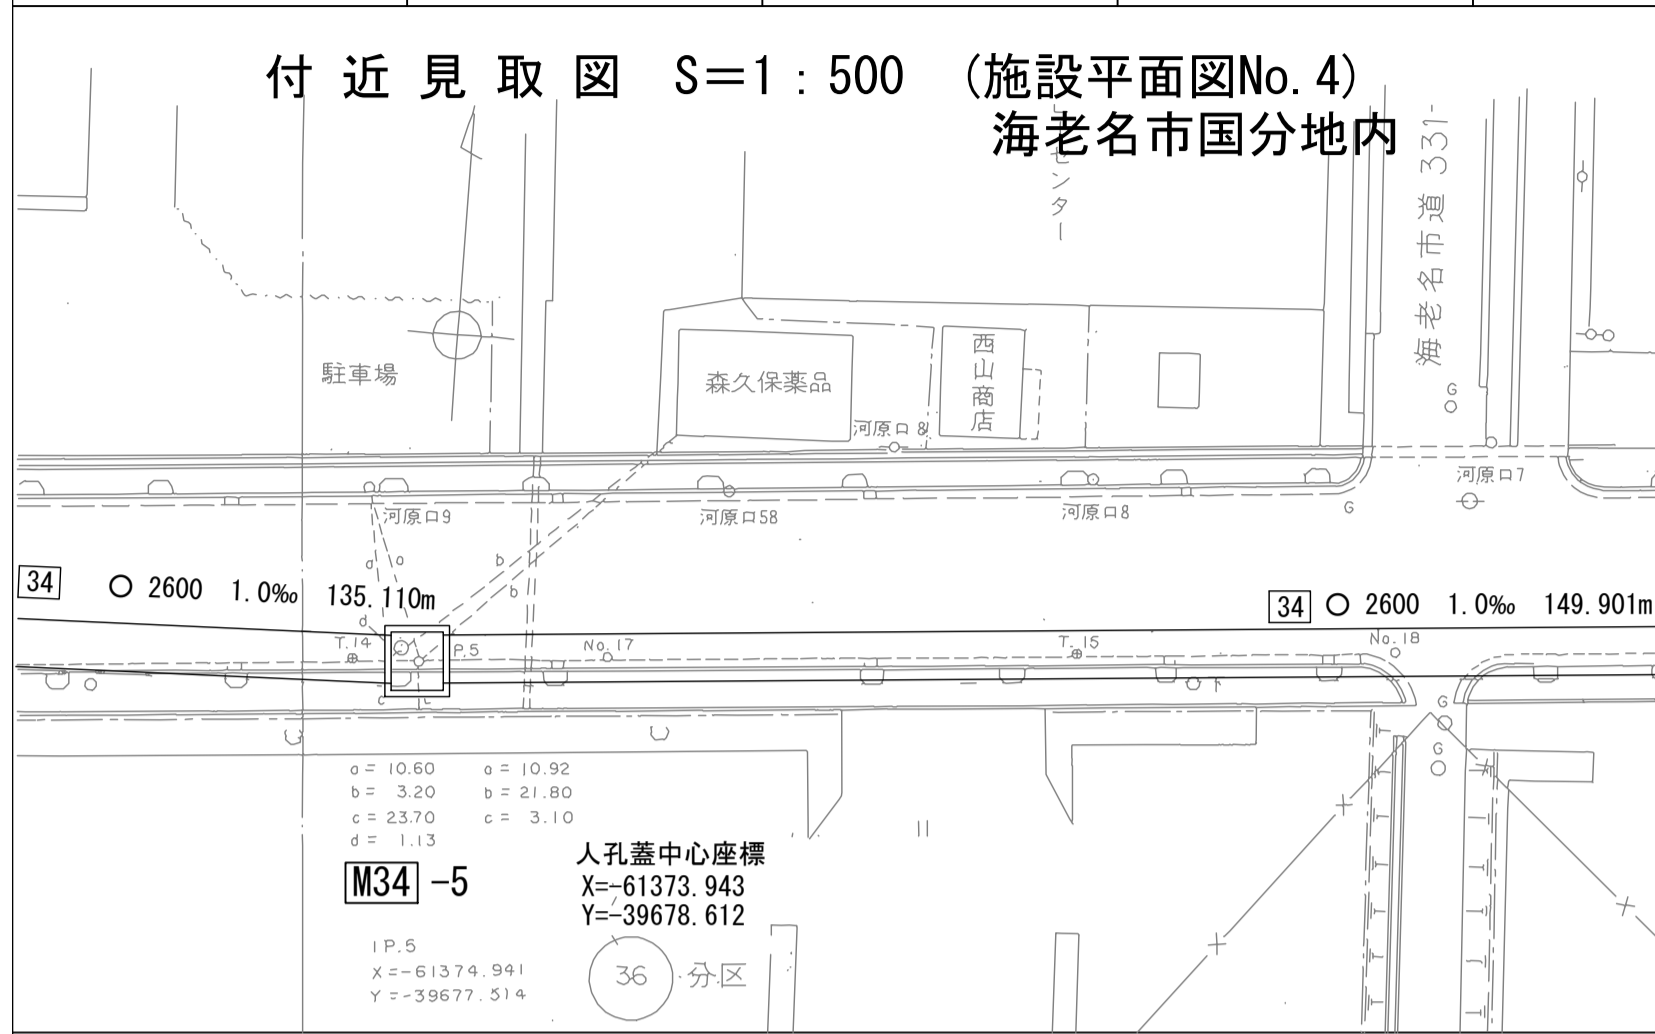 付近見取図 S=1:500 (施設平面図No.4)
海老名市国分地内
センター
海老名市道 331-
駐車場
森久保薬品
西山商店
河原口8
G
河原口9
河原口58
河原口8
G
河原口7
a
b
d
b
34 ○ 2600 1.0‰ 135.110m
34 ○ 2600 1.0‰ 149.901m
d
T.14
P.5
No.17
T.15
No.18
c
G
G
a = 10.60 a = 10.92
b = 3.20 b = 21.80
c = 23.70 c = 3.10
d = 1.13
M34 -5
人孔蓋中心座標
X=-61373.943
Y=-39678.612
IP.5
X=-61374.941
Y=-39677.514
36 分区